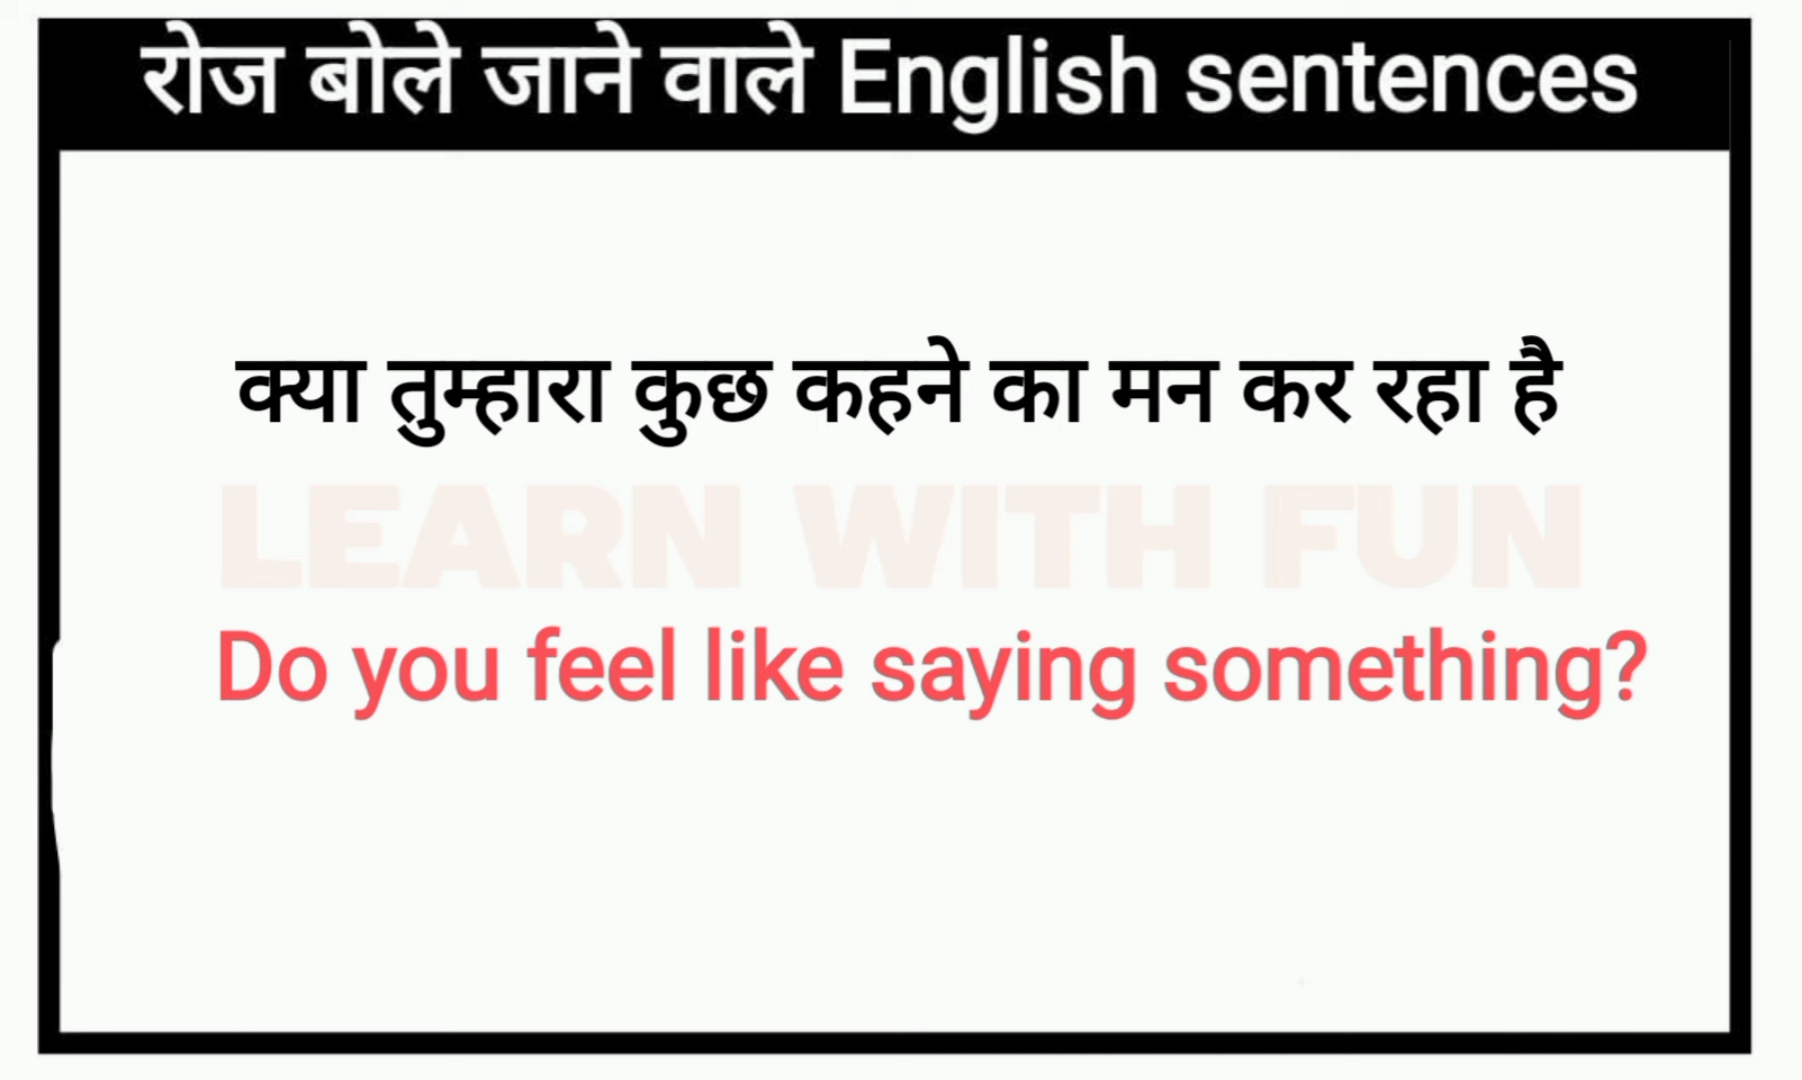 रोज बोले जाने वाले English sentences
क्या तुम्हारा कुछ कहने का मन कर रहा है
LEARN WITH FUN
Do you feel like saying something?